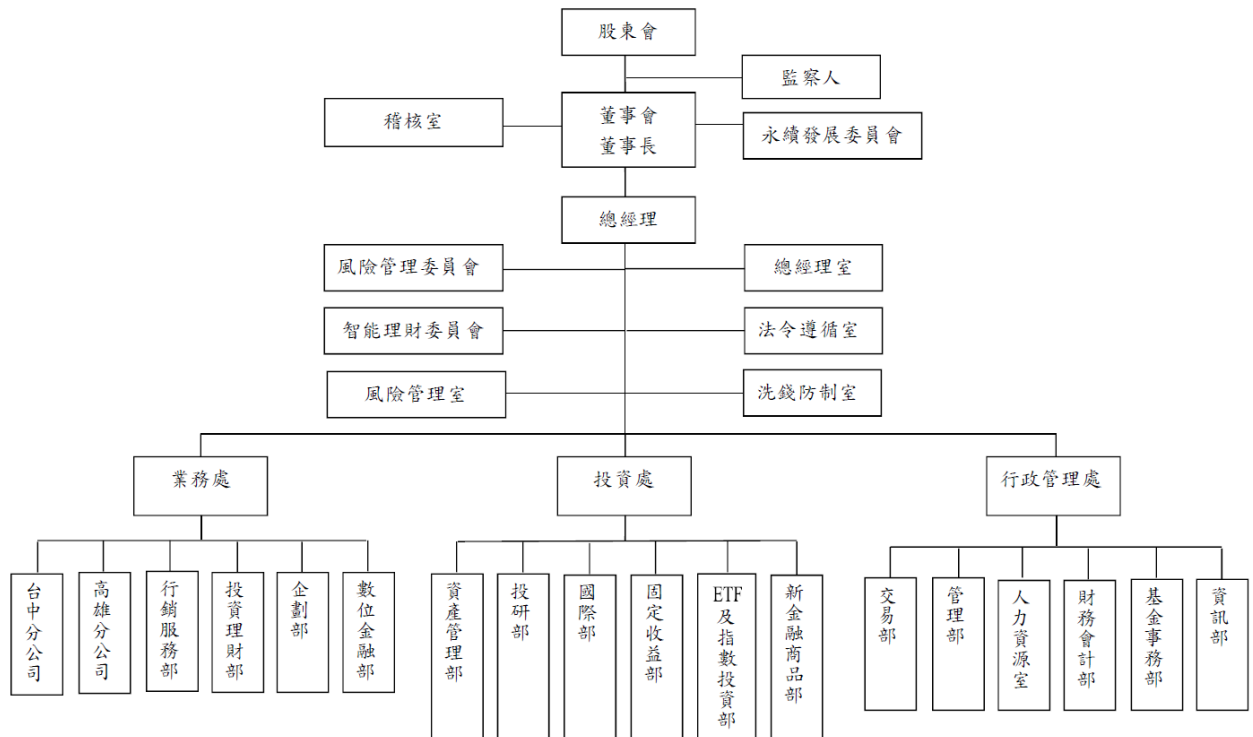 股東會
監察人
稽核室
董事會
董事長
永續發展委員會
總經理
風險管理委員會
總經理室
智能理財委員會
法令遵循室
風險管理室
洗錢防制室
業務處
投資處
行政管理處
台中分公司
高雄分公司
行銷服務部
投資理財部
企劃部
數位金融部
資產管理部
投研部
國際部
固定收益部
ETF及指數投資部
新金融商品部
交易部
管理部
人力資源室
財務會計部
基金事務部
資訊部